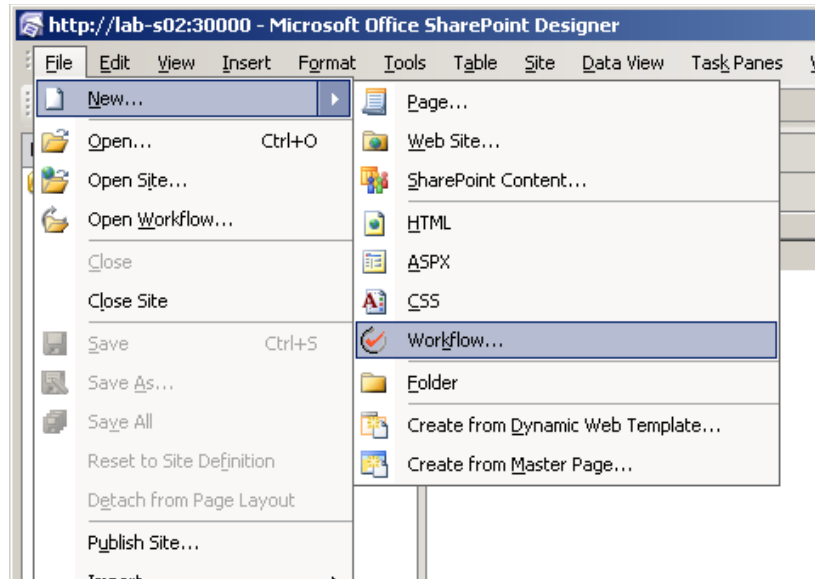 http://lab-s02:30000 - Microsoft Office SharePoint Designer
File Edit View Insert Format Tools Table Site Data View Task Panes
New...
Open... Ctrl+O
Open Site...
Open Workflow...
Close
Close Site
Save Ctrl+S
Save As...
Save All
Reset to Site Definition
Detach from Page Layout
Publish Site...
Page...
Web Site...
SharePoint Content...
HTML
ASPX
CSS
Workflow...
Folder
Create from Dynamic Web Template...
Create from Master Page...